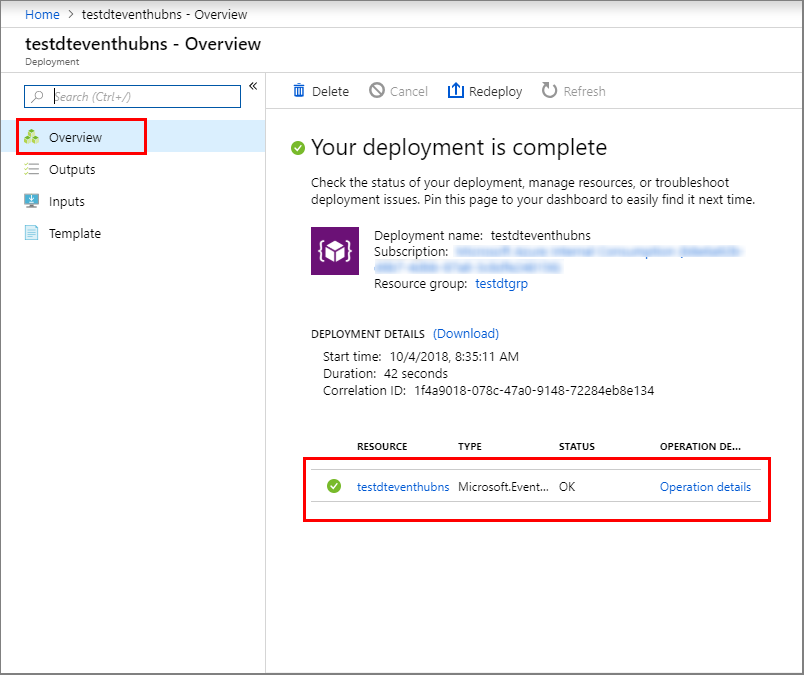 Home > testdteventhubns - Overview
testdteventhubns - Overview
Deployment
Search (Ctrl+/)
«
Overview
Outputs
Inputs
Template
Delete Cancel Redeploy Refresh
Your deployment is complete
Check the status of your deployment, manage resources, or troubleshoot
deployment issues. Pin this page to your dashboard to easily find it next time.
Deployment name: testdteventhubns
Subscription:
Resource group: testdtgrp
DEPLOYMENT DETAILS (Download)
Start time: 10/4/2018, 8:35:11 AM
Duration: 42 seconds
Correlation ID: 1f4a9018-078c-47a0-9148-72284eb8e134
RESOURCE TYPE STATUS OPERATION DE...
testdteventhubns Microsoft.Event... OK Operation details